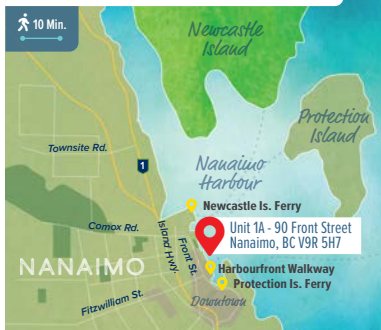 10 Min.
Newcastle
Island
Protection
Island
Townsite Rd.
1
Nanaimo
Harbour
Newcastle Is. Ferry
Comox Rd.
Island Hwy.
Front St.
Unit 1A - 90 Front Street
Nanaimo, BC V9R 5H7
NANAIMO
Harbourfront Walkway
Protection Is. Ferry
Fitzwilliam St.
Downtown